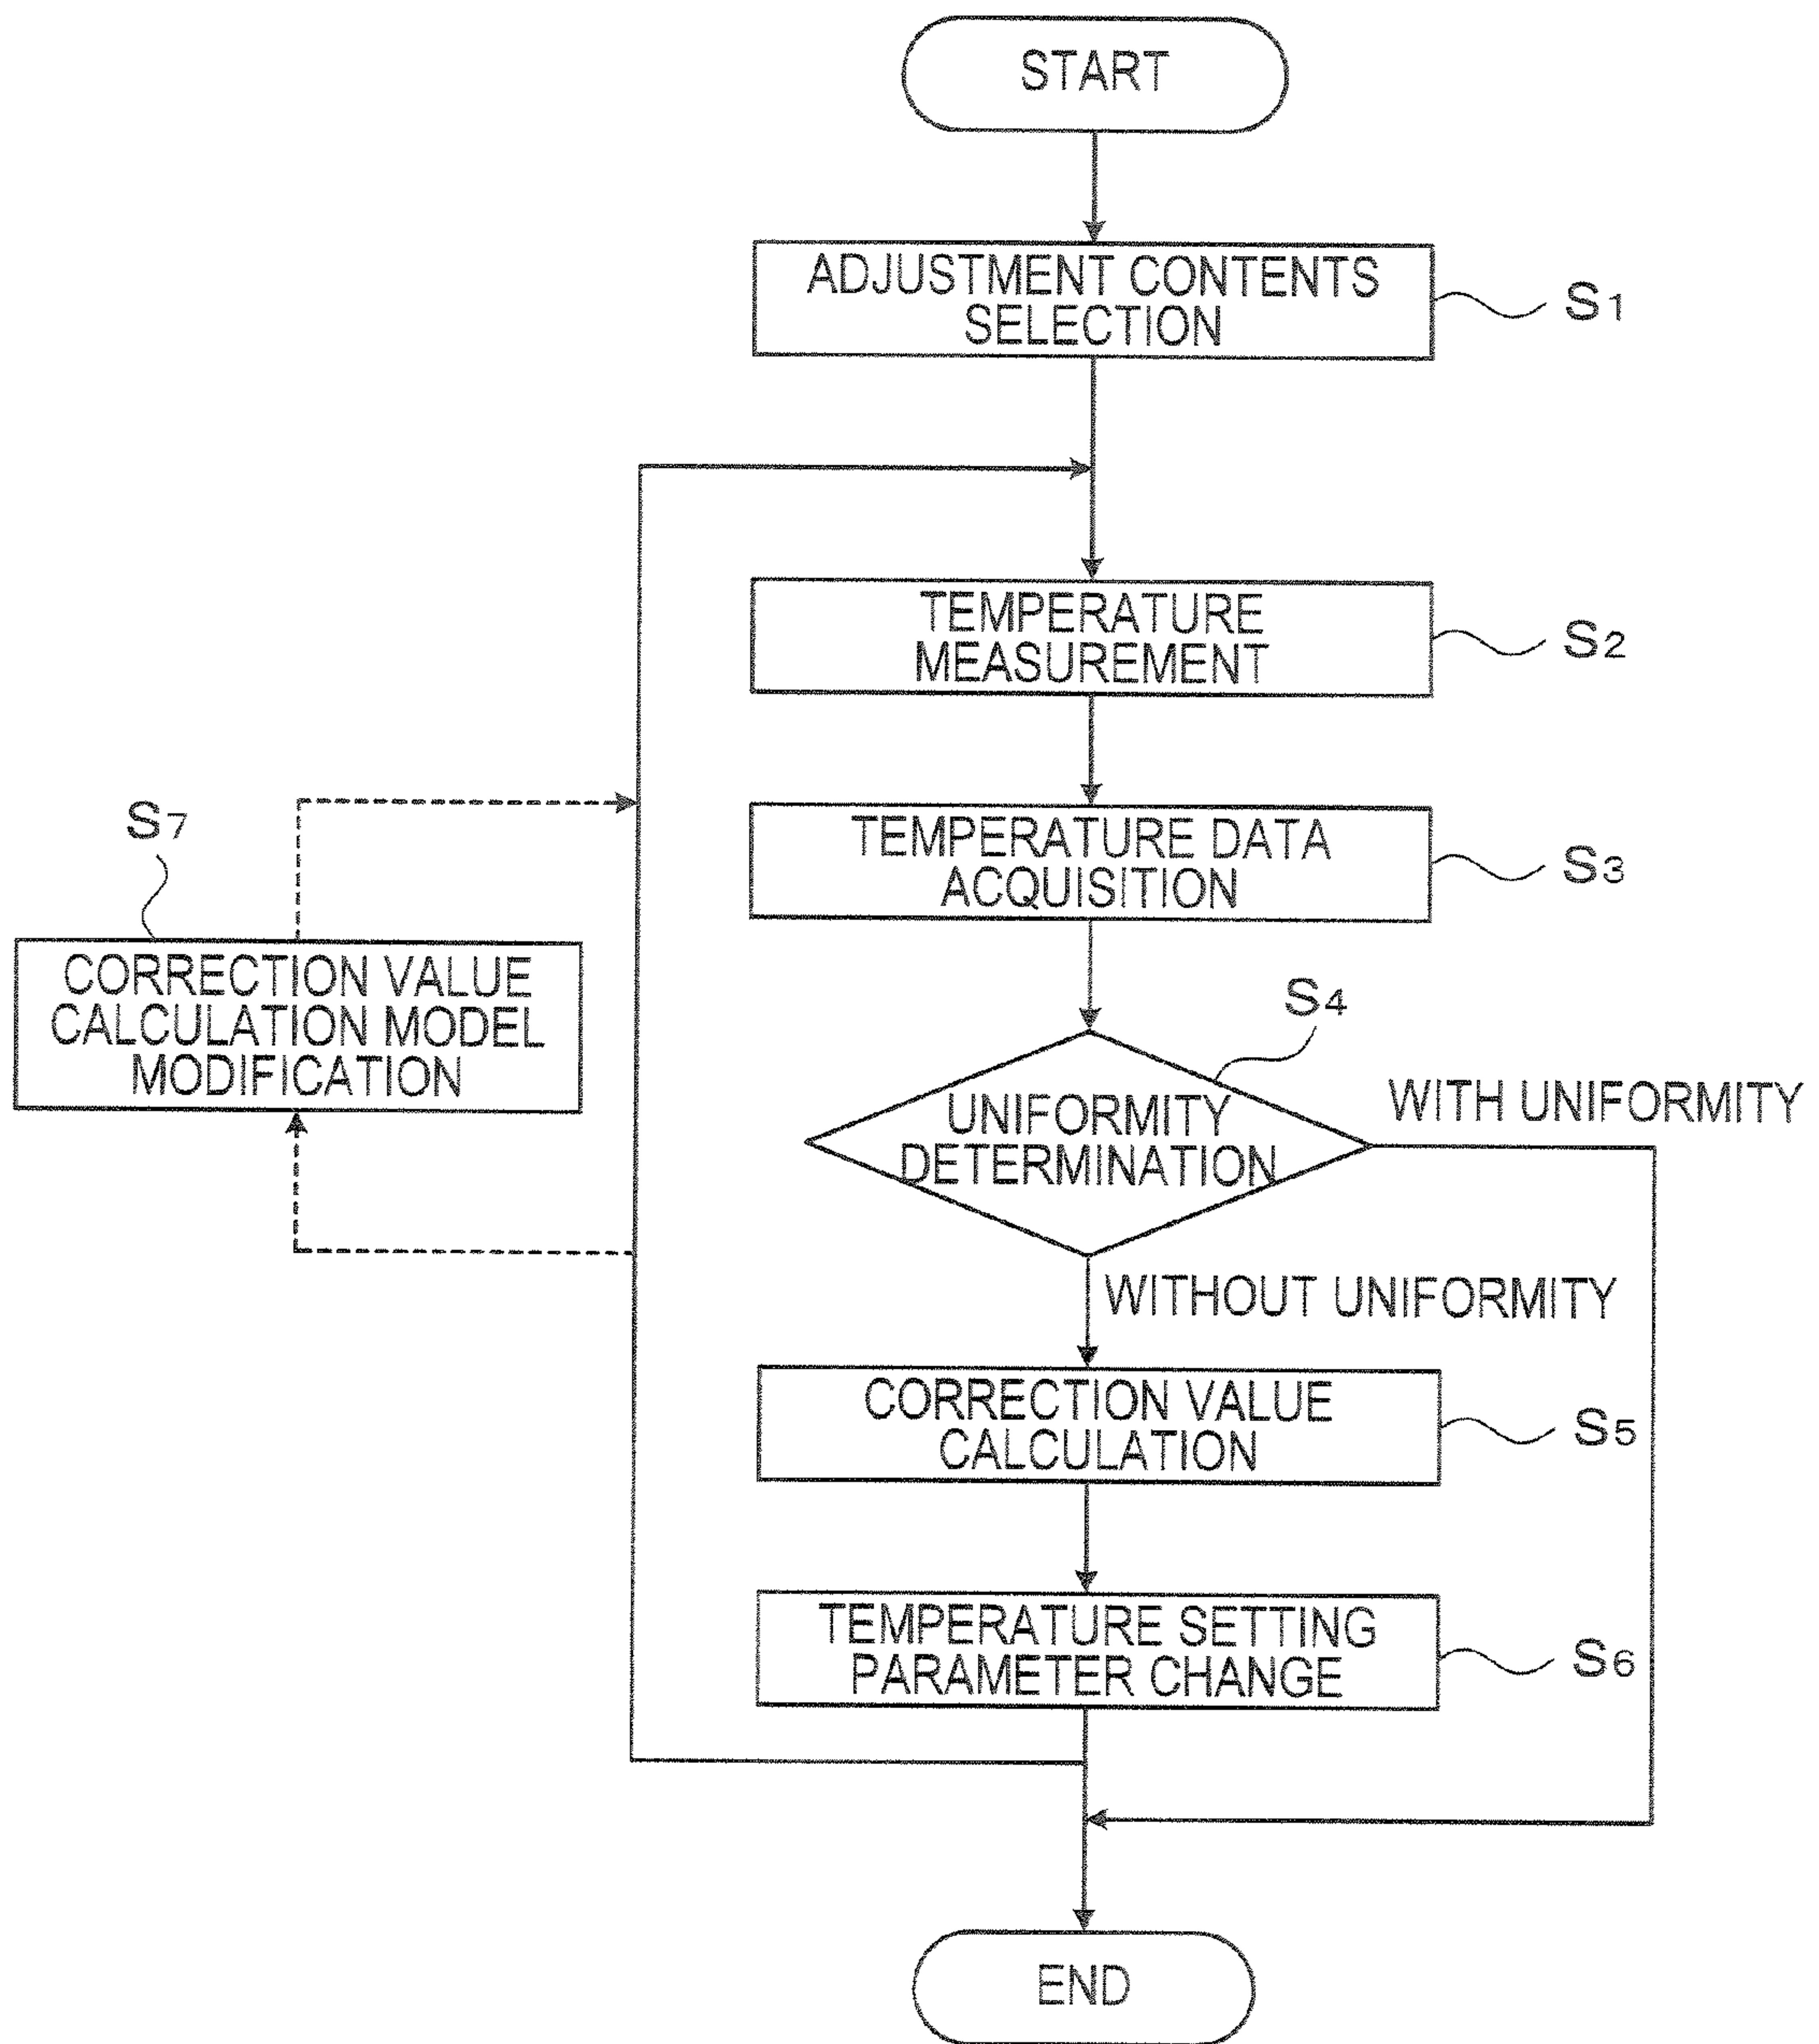 START
ADJUSTMENT CONTENTS
SELECTION
S1
TEMPERATURE
MEASUREMENT
S2
TEMPERATURE DATA
ACQUISITION
S3
S7
CORRECTION VALUE
CALCULATION MODEL
MODIFICATION
S4
UNIFORMITY
DETERMINATION
WITH UNIFORMITY
WITHOUT UNIFORMITY
CORRECTION VALUE
CALCULATION
S5
TEMPERATURE SETTING
PARAMETER CHANGE
S6
END